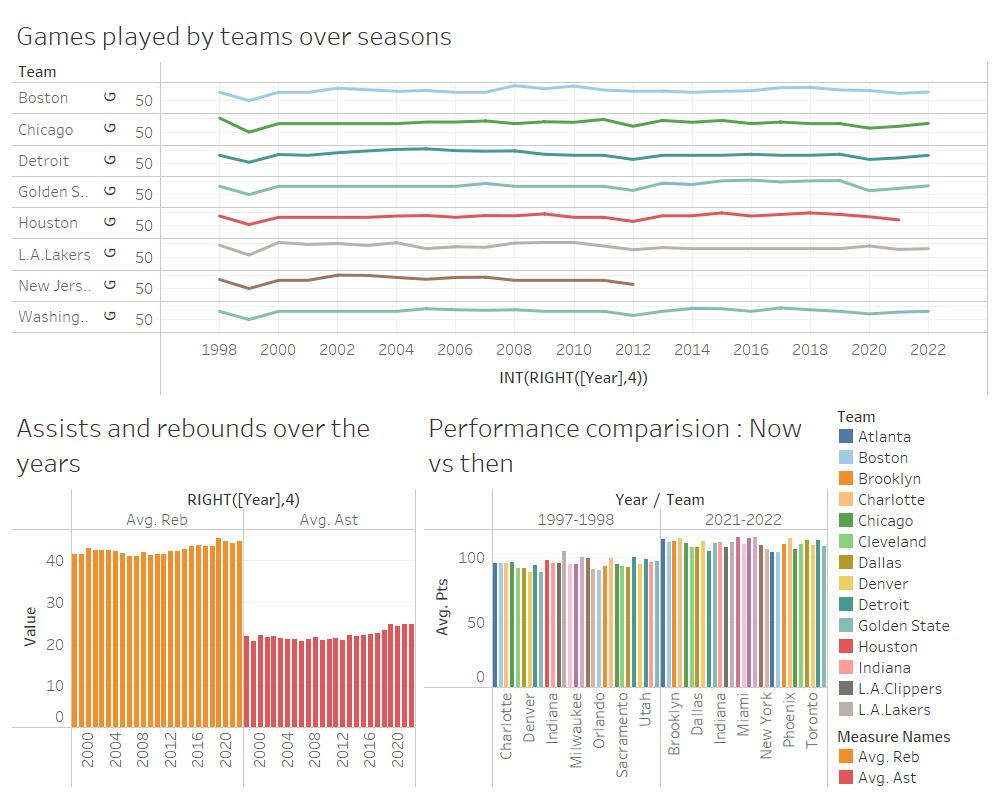 Games played by teams over seasons
Team
Boston G 50
Chicago G 50
Detroit G 50
Golden S.. G 50
Houston G 50
L.A.Lakers G 50
New Jers.. G 50
Washing.. G 50
1998 2000 2002 2004 2006 2008 2010 2012 2014 2016 2018 2020 2022
INT(RIGHT([Year],4))
Assists and rebounds over the
years
RIGHT([Year],4)
Avg. Reb Avg. Ast
Value
40
30
20
10
0
2000 2004 2008 2012 2016 2020 2000 2004 2008 2012 2016 2020
Performance comparision : Now
vs then
Year / Team
1997-1998 2021-2022
Avg. Pts
100
50
0
Charlotte Denver Indiana Milwaukee Orlando Sacramento Utah Brooklyn Dallas Indiana Miami New York Phoenix Toronto
Team
Atlanta
Boston
Brooklyn
Charlotte
Chicago
Cleveland
Dallas
Denver
Detroit
Golden State
Houston
Indiana
L.A.Clippers
L.A.Lakers
Measure Names
Avg. Reb
Avg. Ast